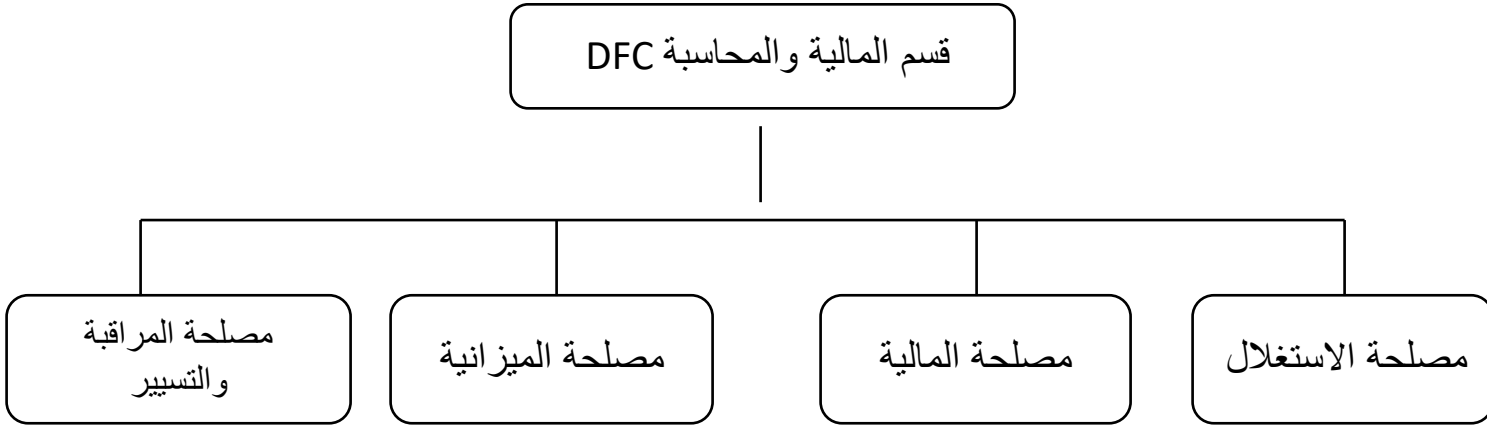 قسم المالية والمحاسبة DFC
مصلحة الاستغلال
مصلحة المالية
مصلحة الميزانية
مصلحة المراقبة
والتسيير